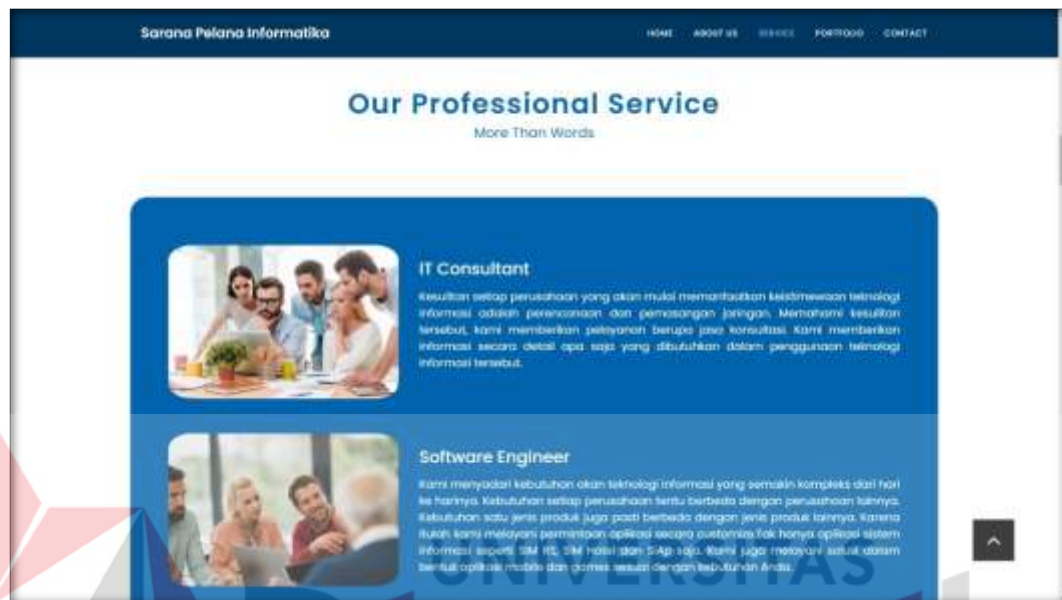 Sarana Pelana Informatika
HOME ABOUT US SERVICE PORTFOLIO CONTACT
Our Professional Service
More Than Words
IT Consultant
Kesulitan setiap perusahaan yang akan mulai memanfaatkan keistimewaan teknologi
informasi adalah perencanaan dan pemasangan jaringan. Memahami kesulitan
tersebut, kami memberikan pelayanan berupa jasa konsultasi. Kami memberikan
informasi secara detail apa saja yang dibutuhkan dalam penggunaan teknologi
informasi tersebut.
Software Engineer
Kami menyadari kebutuhan akan teknologi informasi yang semakin kompleks dari hari
ke harinya. Kebutuhan setiap perusahaan tentu berbeda dengan perusahaan lainnya.
Kebutuhan satu jenis produk juga pasti berbeda dengan jenis produk lainnya. Karena
itulah kami melayani permintaan aplikasi secara customize. Tak hanya aplikasi sistem
informasi seperti SIM RS, SIM Hotel dan SiAp saja. Kami juga melayani dalam
bentuk aplikasi mobile dan games sesuai dengan kebutuhan Anda.
UNIVERSITAS